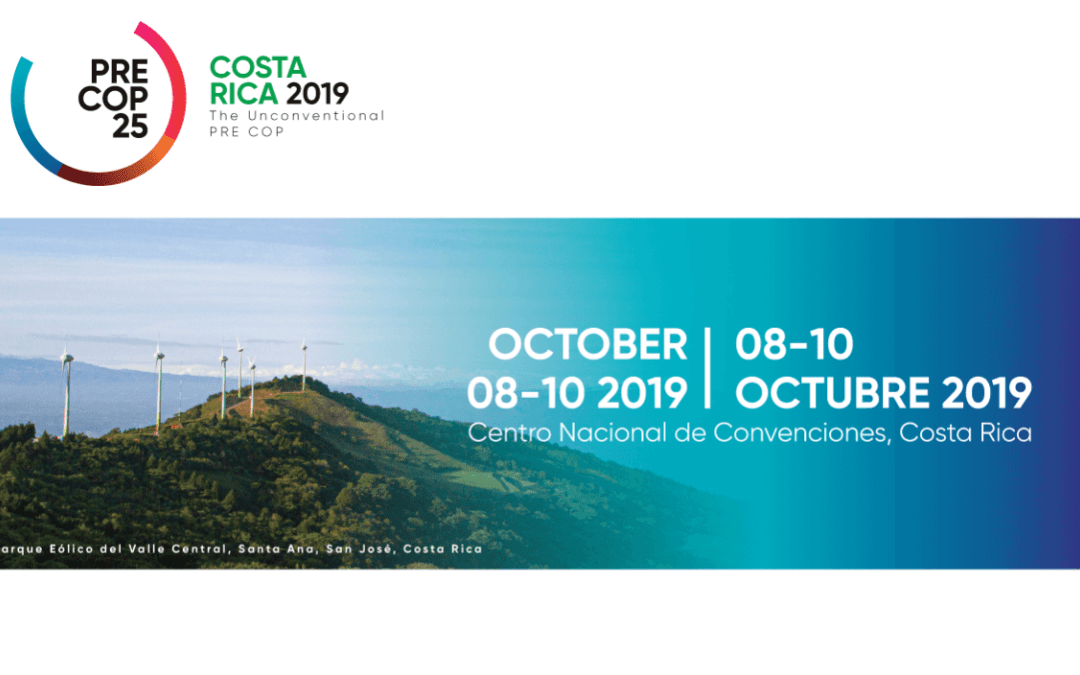 PRE
COP
25
COSTA
RICA 2019
The Unconventional
PRE COP
OCTOBER
08-10 2019
08-10
OCTUBRE 2019
Centro Nacional de Convenciones, Costa Rica
arque Eólico del Valle Central, Santa Ana, San José, Costa Rica